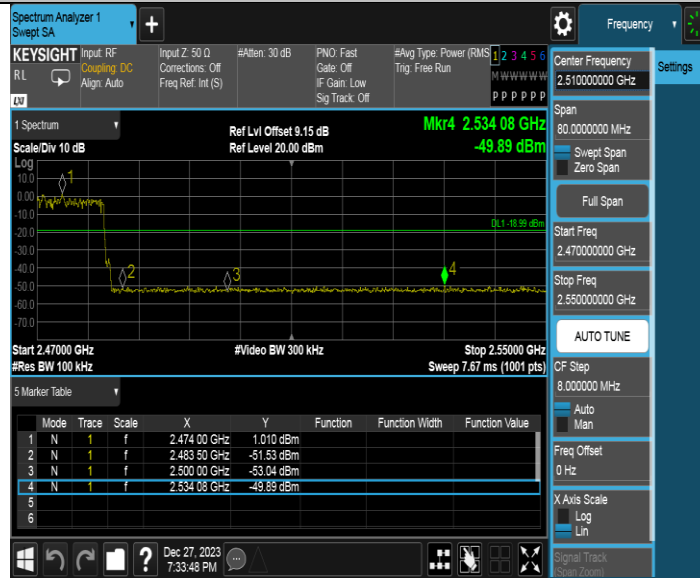 Spectrum Analyzer 1
Swept SA
Frequency
KEYSIGHT
RL
LXI
Input: RF
Coupling: DC
Align: Auto
Input Z: 50 Ω
Corrections: Off
Freq Ref: Int (S)
#Atten: 30 dB
PNO: Fast
Gate: Off
IF Gain: Low
Sig Track: Off
#Avg Type: Power (RMS
Trig: Free Run
1 2 3 4 5 6
M W W W W W
P P P P P P
Center Frequency
2.510000000 GHz
Settings
Span
80.0000000 MHz
Swept Span
Zero Span
Full Span
Start Freq
2.470000000 GHz
Stop Freq
2.550000000 GHz
AUTO TUNE
CF Step
8.000000 MHz
Auto
Man
Freq Offset
0 Hz
X Axis Scale
Log
Lin
Signal Track
(Span Zoom)
1 Spectrum
Scale/Div 10 dB
Ref Lvl Offset 9.15 dB
Ref Level 20.00 dBm
Mkr4 2.534 08 GHz
-49.89 dBm
Log
10.0
0.00
-10.0
-20.0
-30.0
-40.0
-50.0
-60.0
-70.0
1
2
3
4
DL1 -18.99 dBm
Start 2.47000 GHz
#Res BW 100 kHz
#Video BW 300 kHz
Stop 2.55000 GHz
Sweep 7.67 ms (1001 pts)
5 Marker Table
Mode Trace Scale X Y Function Function Width Function Value
1 N 1 f 2.474 00 GHz 1.010 dBm
2 N 1 f 2.483 50 GHz -51.53 dBm
3 N 1 f 2.500 00 GHz -53.04 dBm
4 N 1 f 2.534 08 GHz -49.89 dBm
5
6
Dec 27, 2023
7:33:48 PM